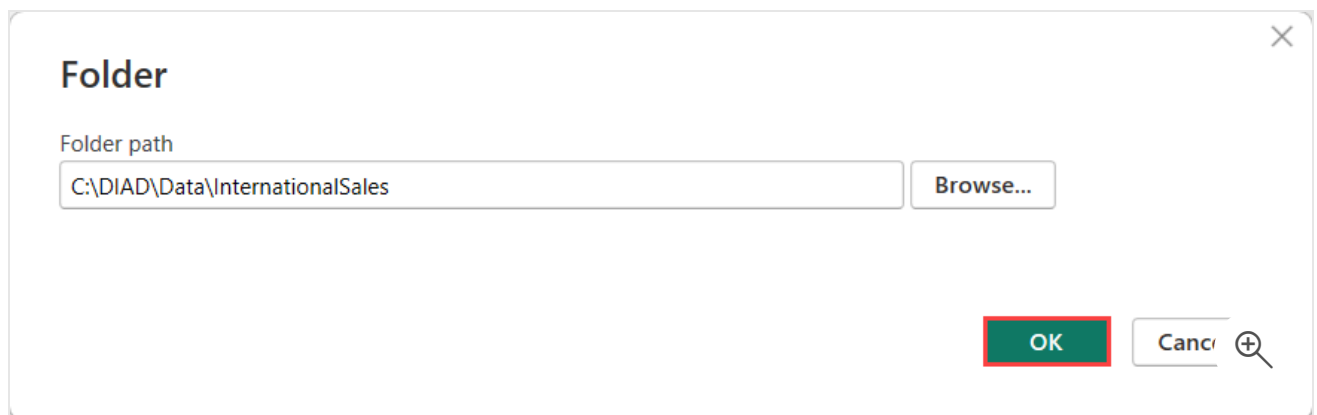 Folder
Folder path
C:\DIAD\Data\InternationalSales
Browse...
OK